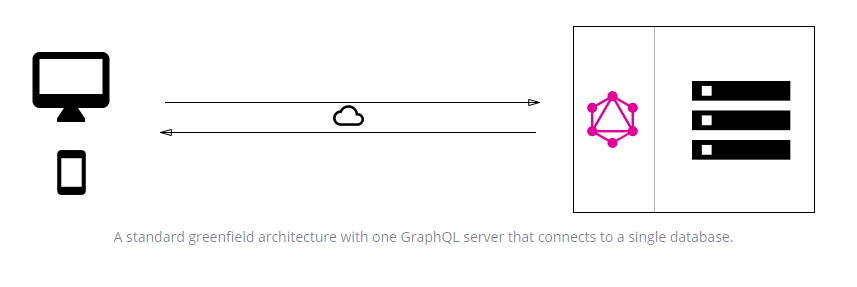 A standard greenfield architecture with one GraphQL server that connects to a single database.